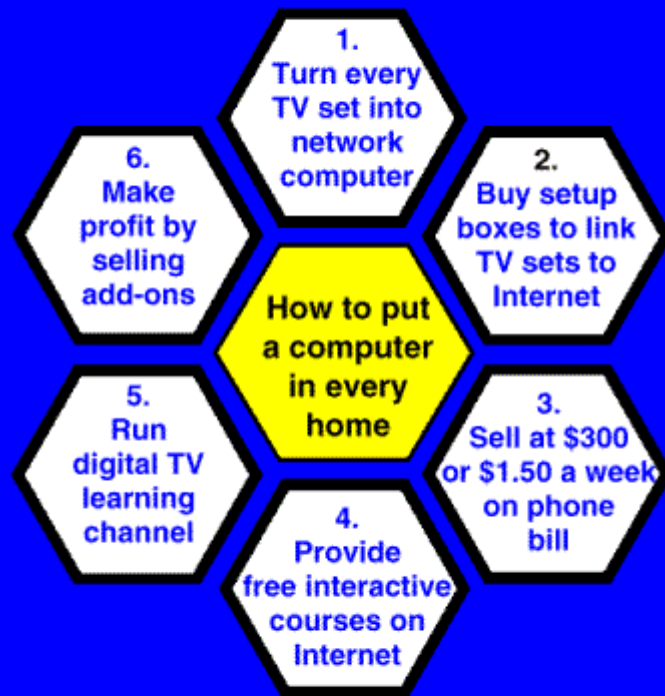 How to put
a computer
in every
home
1.
Turn every
TV set into
network
computer
2.
Buy setup
boxes to link
TV sets to
Internet
3.
Sell at $300
or $1.50 a week
on phone
bill
4.
Provide
free interactive
courses on
Internet
5.
Run
digital TV
learning
channel
6.
Make
profit by
selling
add-ons